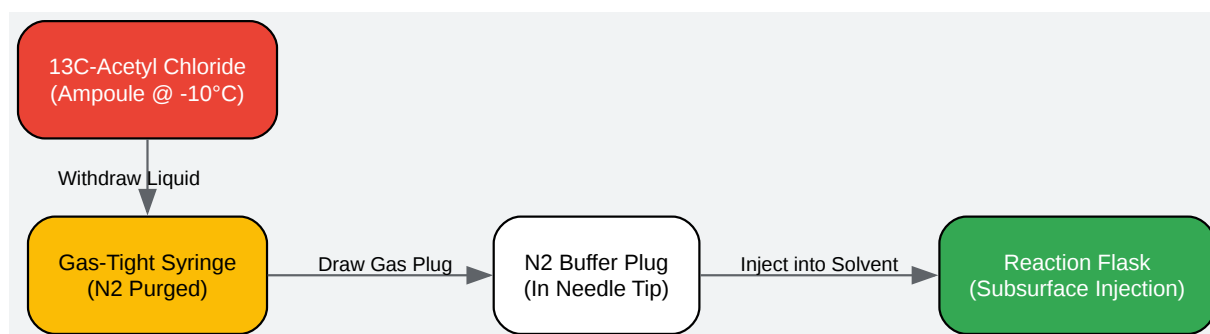 13C-Acetyl Chloride
(Ampoule @ -10°C)
Withdraw Liquid
Gas-Tight Syringe
(N2 Purged)
Draw Gas Plug
N2 Buffer Plug
(In Needle Tip)
Inject into Solvent
Reaction Flask
(Subsurface Injection)